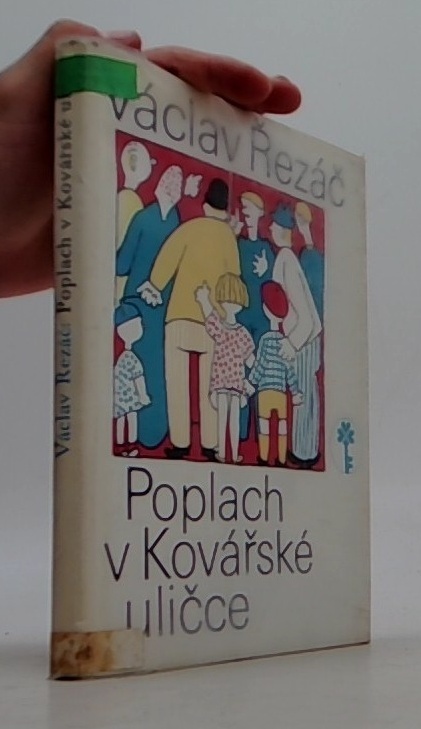 Václav Řezáč
Poplach
v Kovářské
uličce
Václav Řezáč: Poplach v Kovářské u